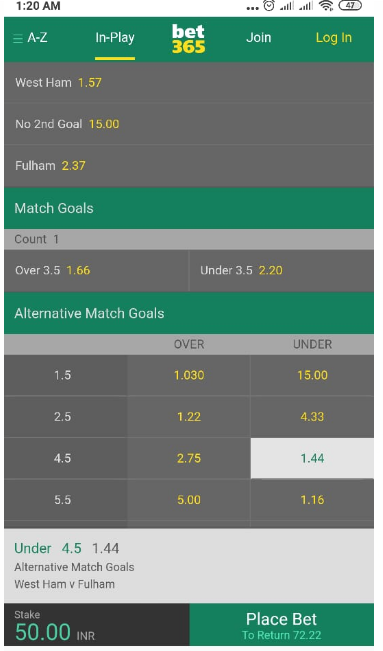 1:20 AM 47
A-Z In-Play bet365 Join Log In
West Ham 1.57
No 2nd Goal 15.00
Fulham 2.37
Match Goals
Count 1
Over 3.5 1.66 Under 3.5 2.20
Alternative Match Goals
OVER UNDER
1.5 1.030 15.00
2.5 1.22 4.33
4.5 2.75 1.44
5.5 5.00 1.16
Under 4.5 1.44
Alternative Match Goals
West Ham v Fulham
Stake
50.00 INR
Place Bet
To Return 72.22